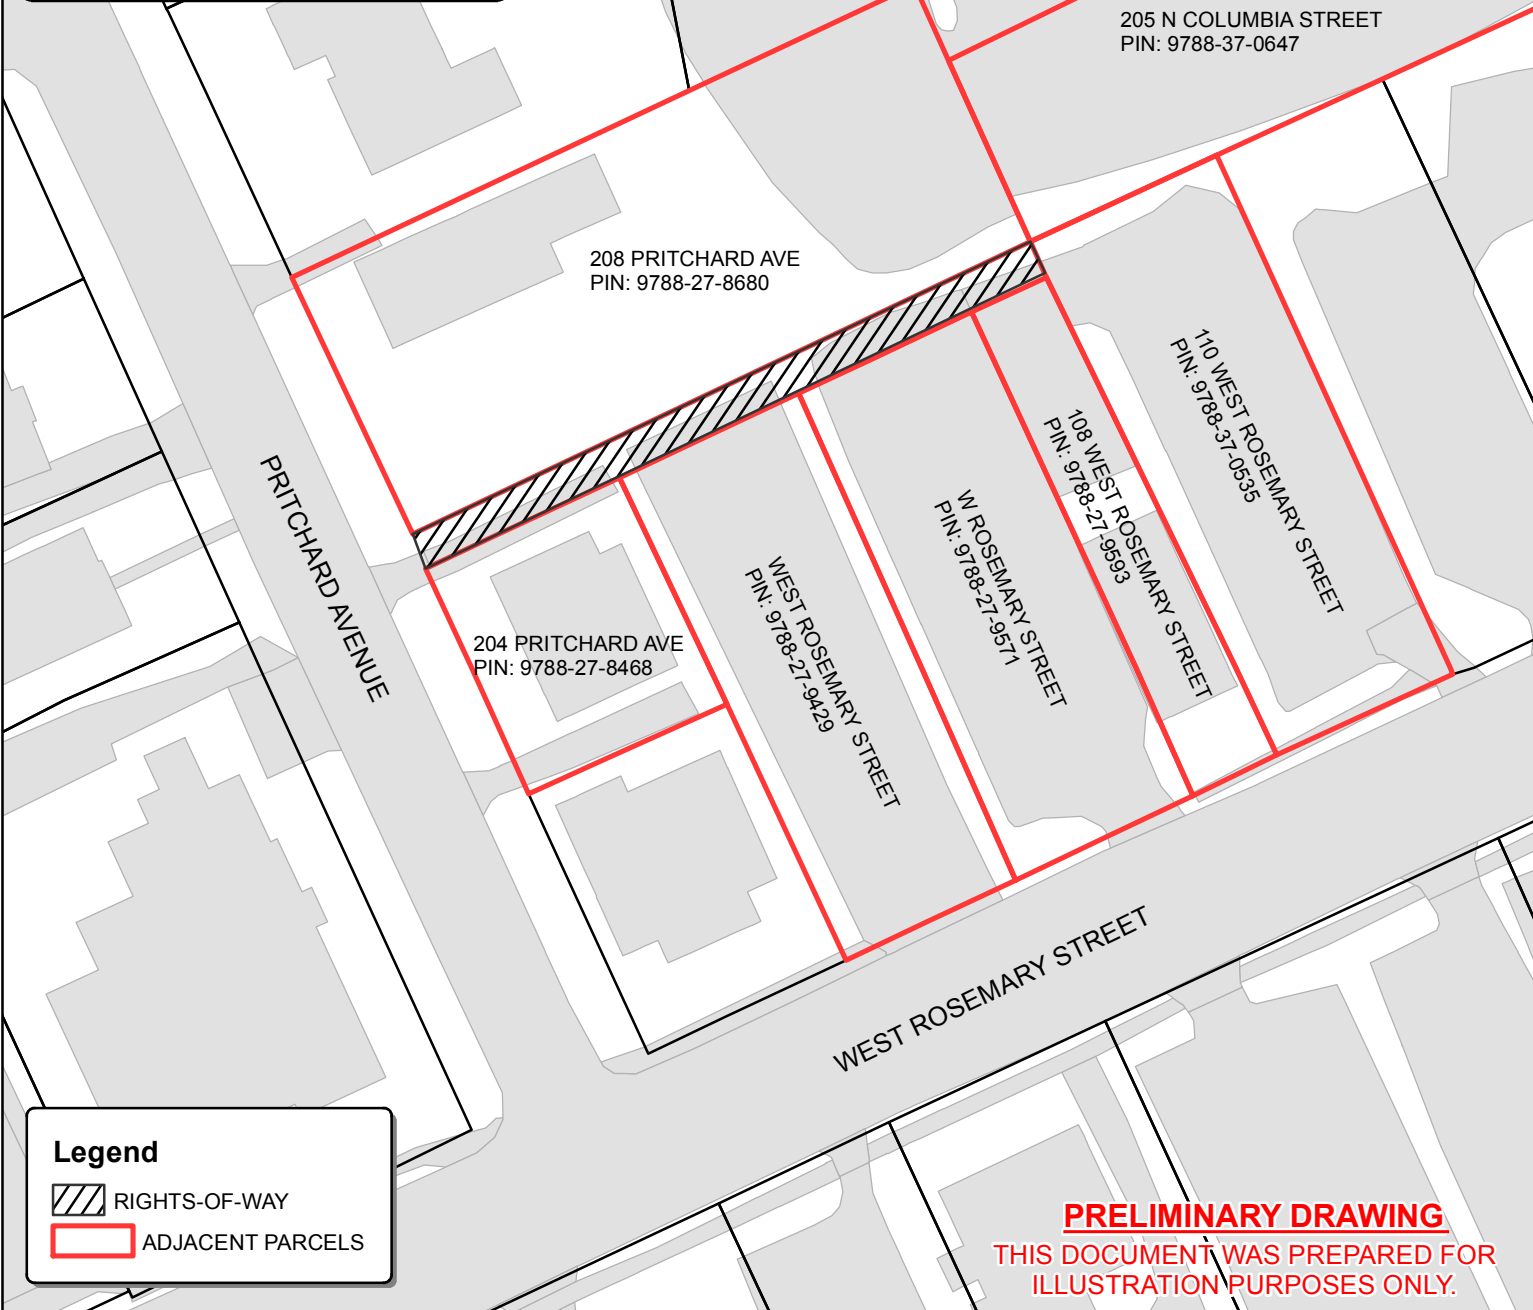 205 N COLUMBIA STREET
PIN: 9788-37-0647
208 PRITCHARD AVE
PIN: 9788-27-8680
110 WEST ROSEMARY STREET
PIN: 9788-37-0535
108 WEST ROSEMARY STREET
PIN: 9788-27-9593
W ROSEMARY STREET
PIN: 9788-27-9571
WEST ROSEMARY STREET
PIN: 9788-27-9429
PRITCHARD AVENUE
204 PRITCHARD AVE
PIN: 9788-27-8468
WEST ROSEMARY STREET
Legend
RIGHTS-OF-WAY
ADJACENT PARCELS
PRELIMINARY DRAWING
THIS DOCUMENT WAS PREPARED FOR
ILLUSTRATION PURPOSES ONLY.